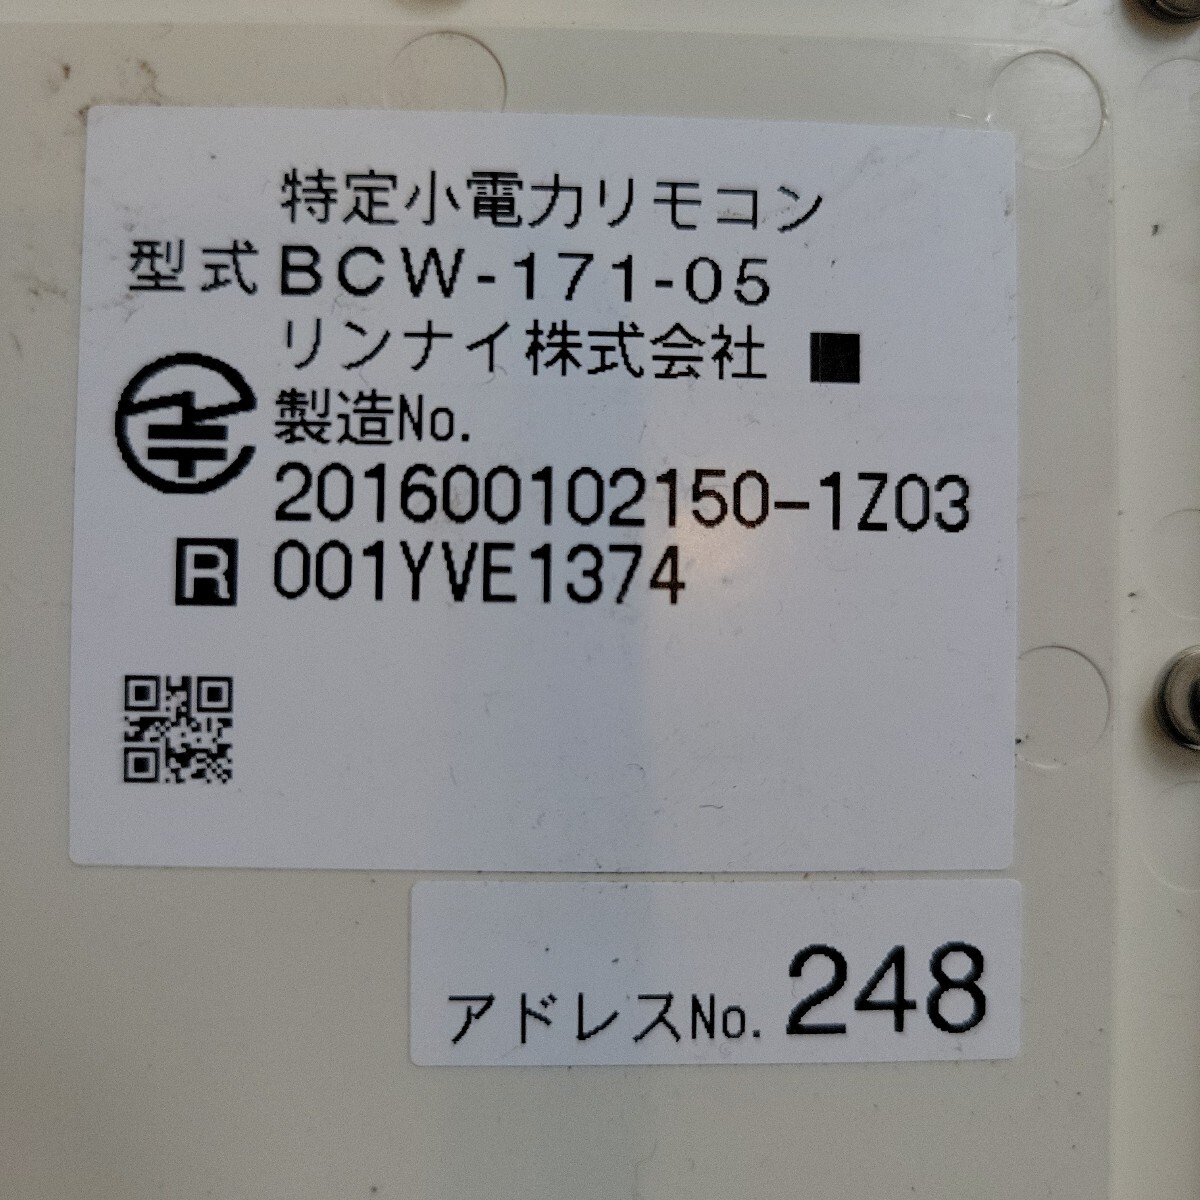 特定小電力リモコン
型式 BCW-171-05
リンナイ株式会社 ■
製造No.
201600102150-1Z03
R 001YVE1374
アドレスNo. 248